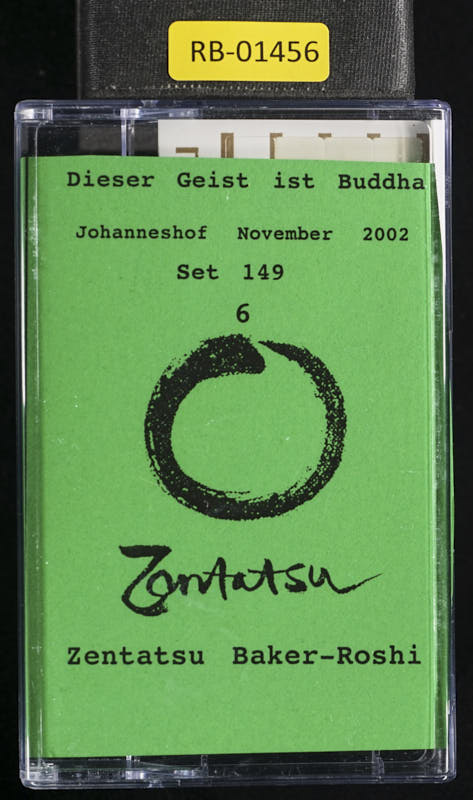 RB-01456
Dieser Geist ist Buddha
Johanneshof November 2002
Set 149
6
Zentatsu
Zentatsu Baker-Roshi